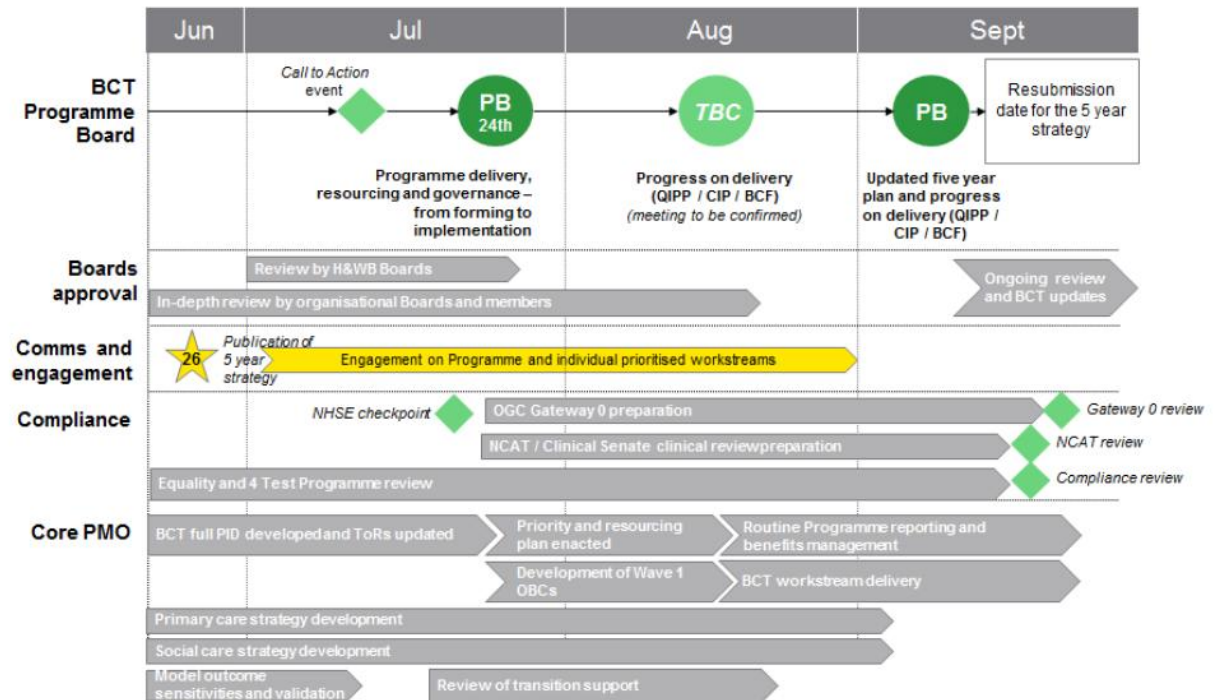 Jun
Jul
Aug
Sept
BCT
Programme
Board
Call to Action
event
PB
24th
TBC
PB
Resubmission
date for the 5 year
strategy
Programme delivery,
resourcing and governance –
from forming to
implementation
Progress on delivery
(QIPP / CIP / BCF)
(meeting to be confirmed)
Updated five year
plan and progress
on delivery (QIPP /
CIP / BCF)
Boards
approval
Review by H&WB Boards
In-depth review by organisational Boards and members
Ongoing review
and BCT updates
Comms and
engagement
26
Publication of
5 year
strategy
Engagement on Programme and individual prioritised workstreams
Compliance
NHSE checkpoint
OGC Gateway 0 preparation
Gateway 0 review
NCAT / Clinical Senate clinical reviewpreparation
NCAT review
Equality and 4 Test Programme review
Compliance review
Core PMO
BCT full PID developed and ToRs updated
Priority and resourcing
plan enacted
Routine Programme reporting and
benefits management
Development of Wave 1
OBCs
BCT workstream delivery
Primary care strategy development
Social care strategy development
Model outcome
sensitivities and validation
Review of transition support